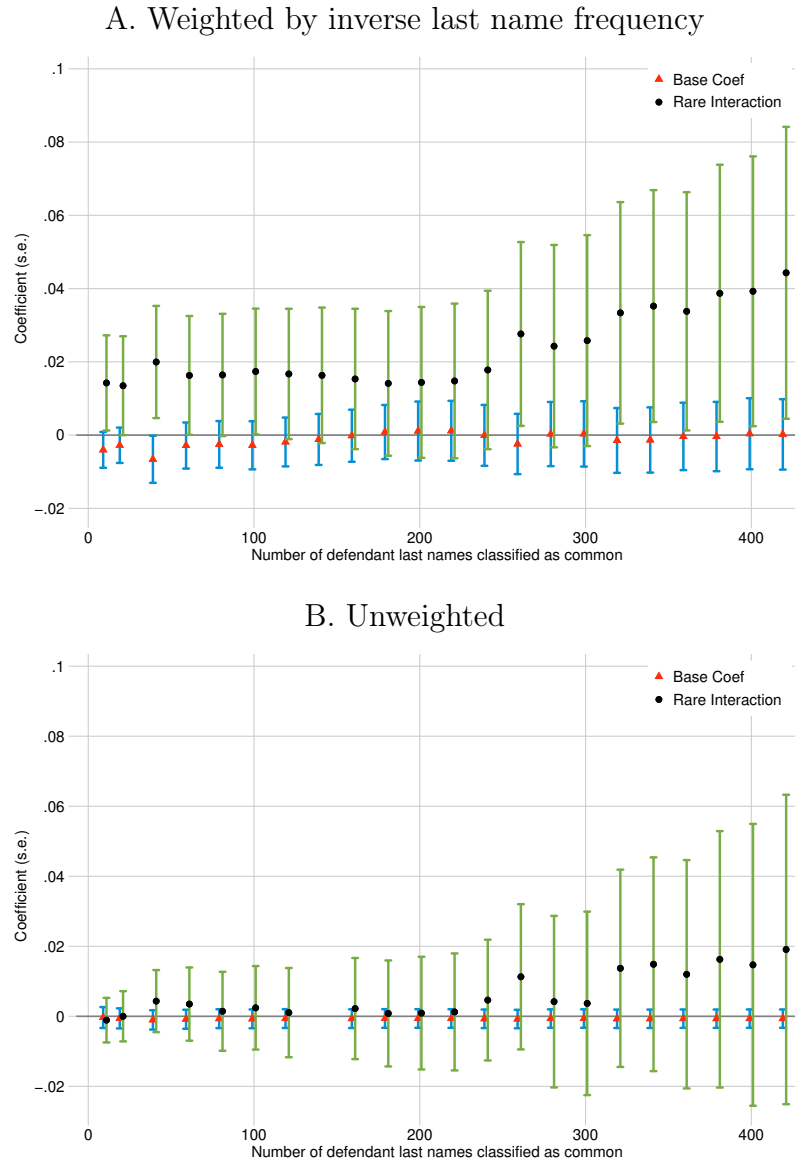 A. Weighted by inverse last name frequency
.1
.08
.06
.04
.02
0
−.02
Coefficient (s.e.)
Base Coef
Rare Interaction
0
100
200
300
400
Number of defendant last names classified as common
B. Unweighted
.1
.08
.06
.04
.02
0
−.02
Coefficient (s.e.)
Base Coef
Rare Interaction
0
100
200
300
400
Number of defendant last names classified as common